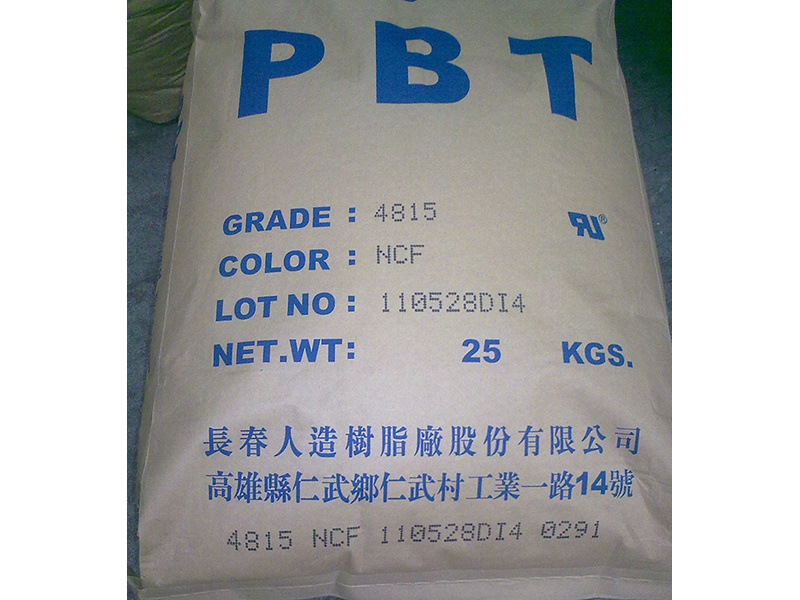 PBT
GRADE : 4815
COLOR : NCF
LOT NO : 110528DI4
NET.WT: 25 KGS.
長春人造樹脂廠股份有限公司
高雄縣仁武鄉仁武村工業一路14號
4815 NCF 110528DI4 0291